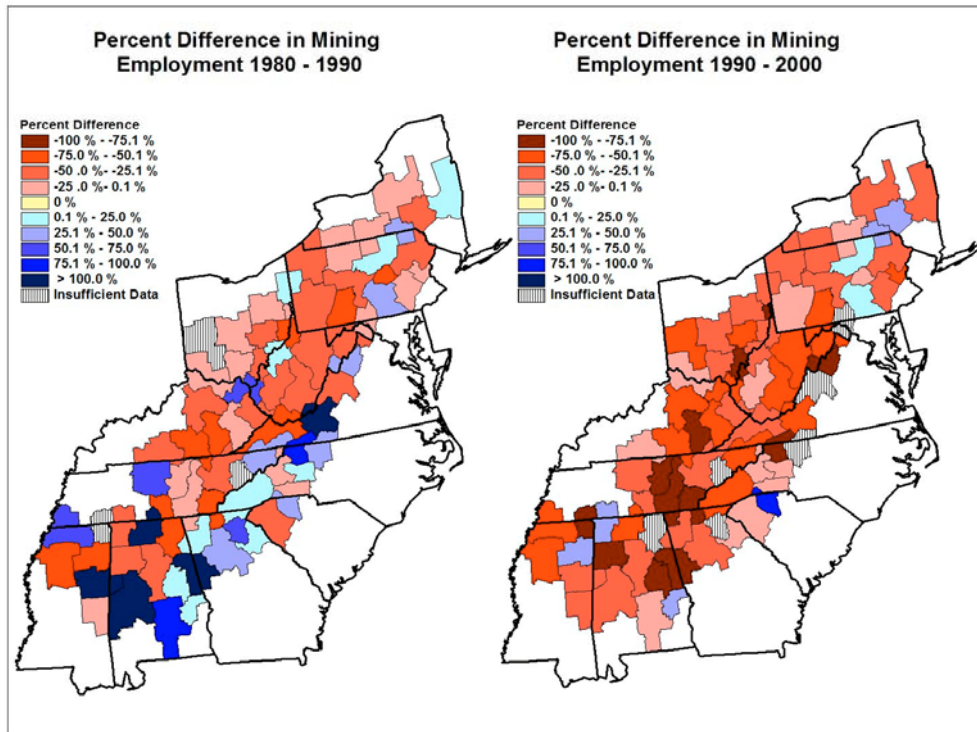 Percent Difference in Mining
Employment 1980 - 1990
Percent Difference
-100 % - -75.1 %
-75.0 % - -50.1 %
-50 .0 % - -25.1 %
-25 .0 %- 0.1 %
0 %
0.1 % - 25.0 %
25.1 % - 50.0 %
50.1 % - 75.0 %
75.1 % - 100.0 %
> 100.0 %
Insufficient Data
Percent Difference in Mining
Employment 1990 - 2000
Percent Difference
-100 % - -75.1 %
-75.0 % - -50.1 %
-50 .0 % - -25.1 %
-25 .0 %- 0.1 %
0 %
0.1 % - 25.0 %
25.1 % - 50.0 %
50.1 % - 75.0 %
75.1 % - 100.0 %
> 100.0 %
Insufficient Data